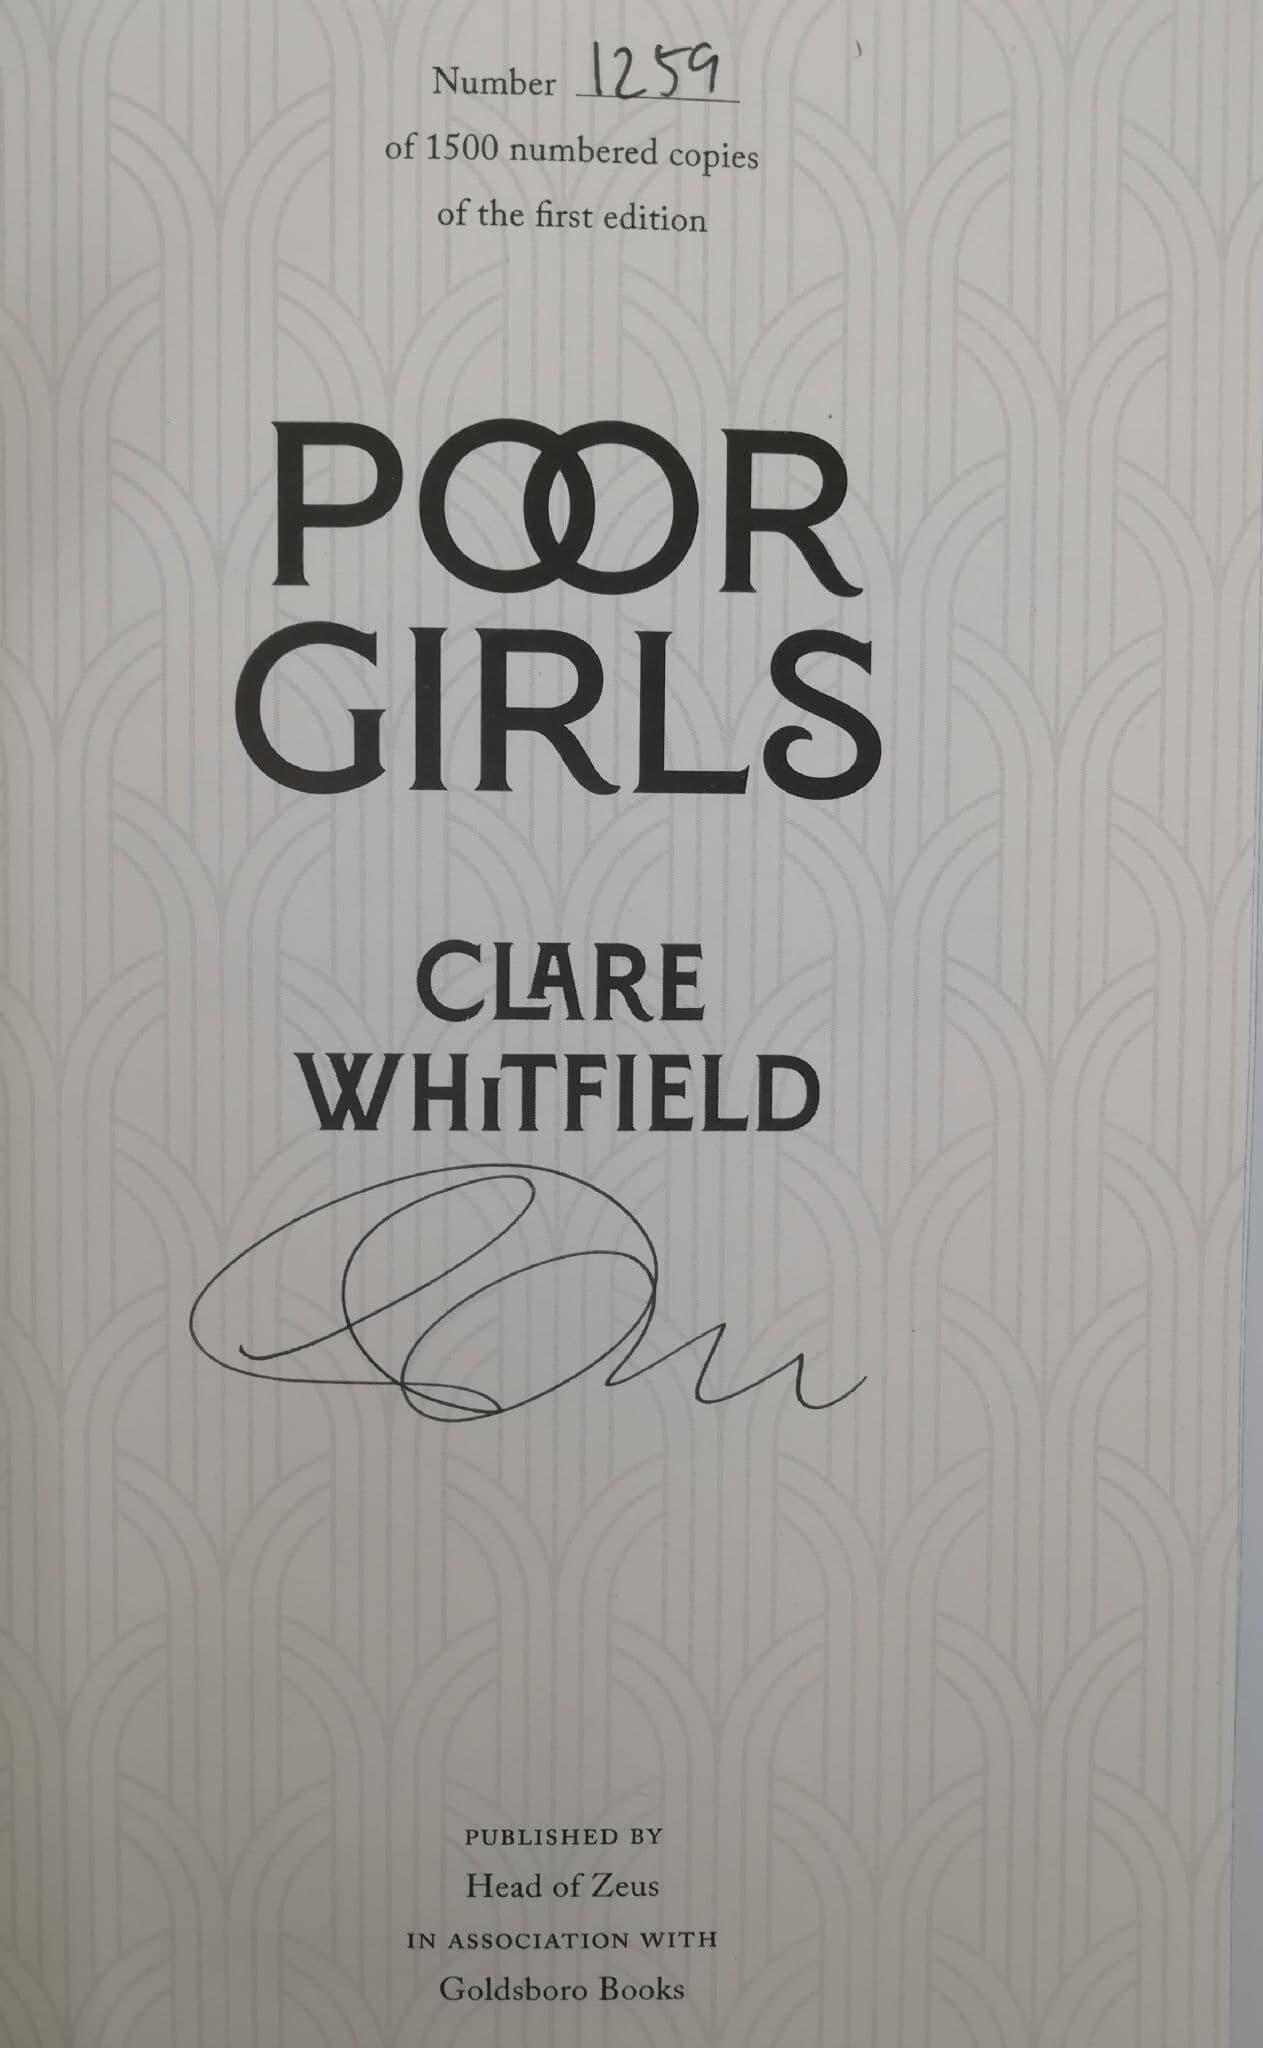 Number 1259
of 1500 numbered copies
of the first edition
POOR
GIRLS
CLARE
WHiTFIELD
PUBLISHED BY
Head of Zeus
IN ASSOCIATION WITH
Goldsboro Books